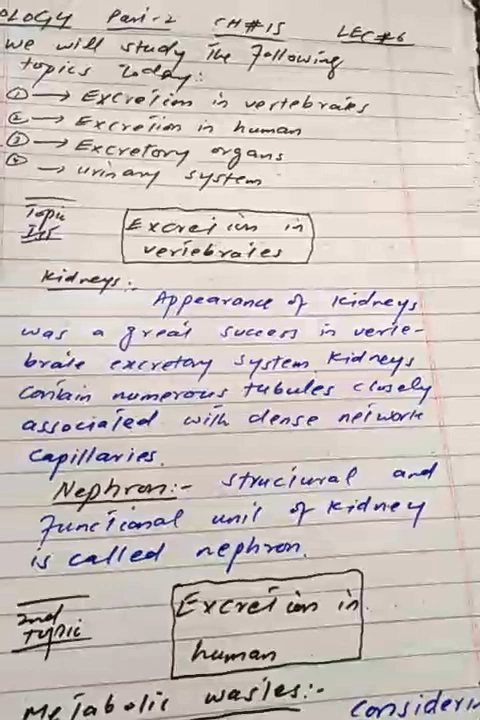 OLOGY Part-2 CH#15 LEC#6
we will study the following
topics today:
① → Excretion in vertebrates
② → Excretion in human
③ → Excretory organs
④ → urinary system
Topic
Ist
Excretion in
vertebrates
Kidneys:-
Appearance of kidneys
was a great success in verte-
brate excretory system kidneys
contain numerous tubules closely
associated with dense network
capillaries.
Nephron:- structural and
functional unit of kidney
is called nephron.
2nd
Topic
Excretion in
human
Metabolic wastes:- considerin